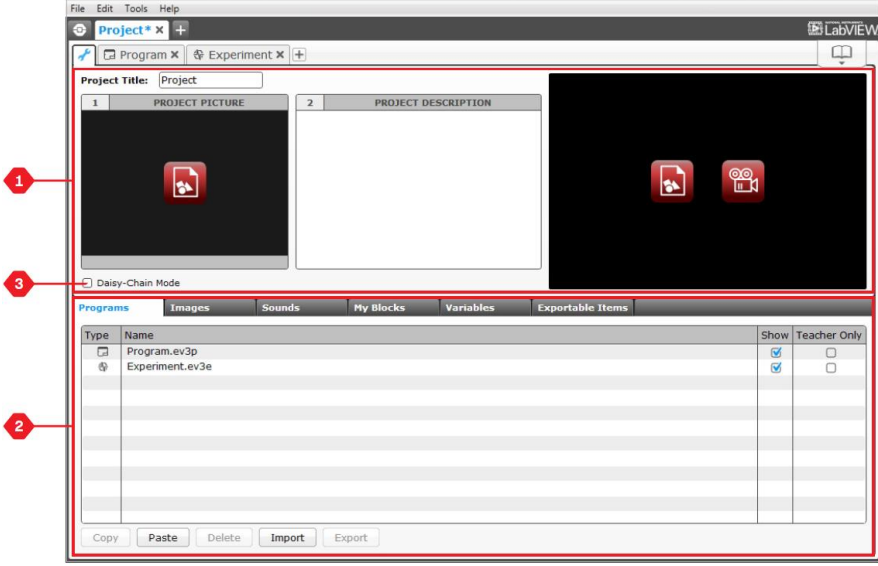 File Edit Tools Help
Project* × +
LabVIEW
Program × Experiment × +
Project Title: Project
1 PROJECT PICTURE 2 PROJECT DESCRIPTION
1
3 Daisy-Chain Mode
Programs Images Sounds My Blocks Variables Exportable Items
Type Name Show Teacher Only
Program.ev3p
Experiment.ev3e
2
Copy Paste Delete Import Export